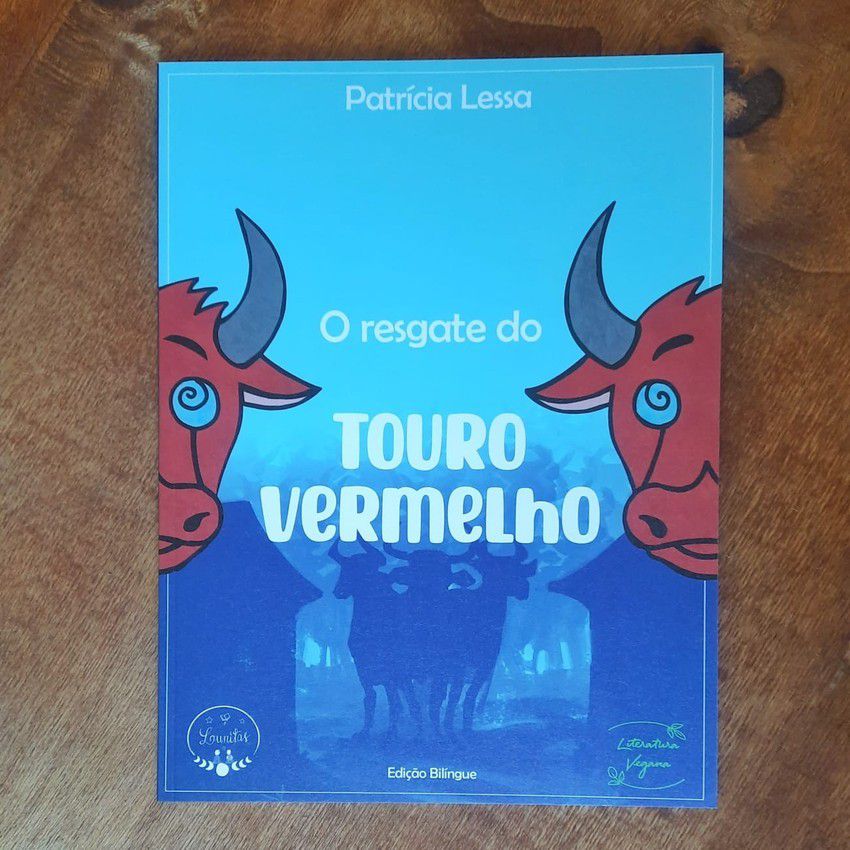 Patrícia Lessa
O resgate do
TOURO
VERMELHO
Lounitas
Edição Bilíngue
Literatura
Vegana